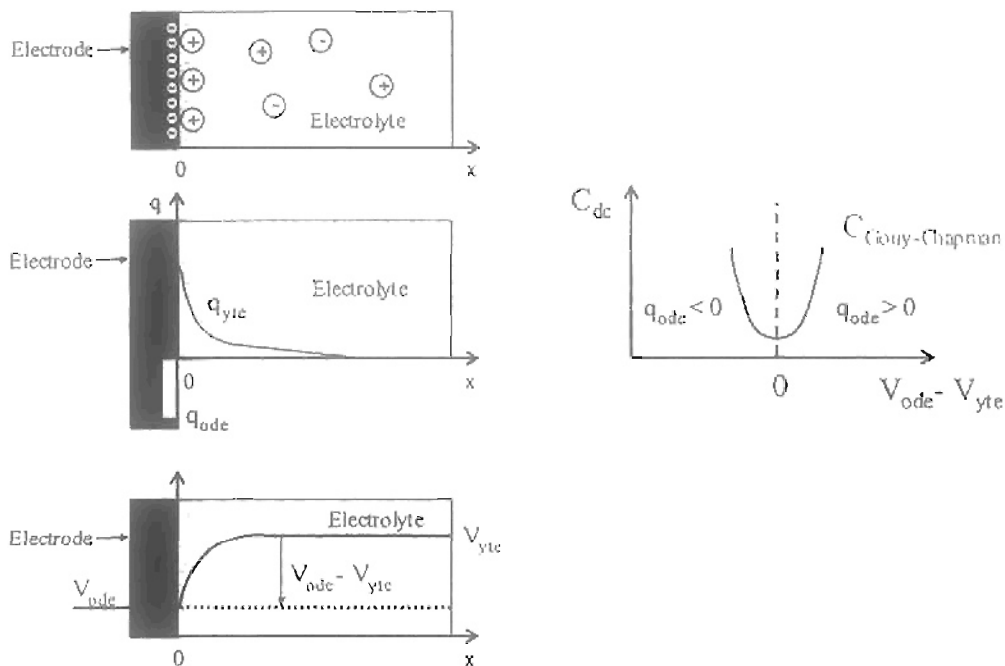 Electrode
Electrolyte
0
x
q
Electrode
Electrolyte
q_yte
0
x
q_ode
Electrode
Electrolyte
V_yte
V_ode - V_yte
V_ode
0
x
C_dc
C_Gouy-Chapman
q_ode < 0
q_ode > 0
0
V_ode - V_yte